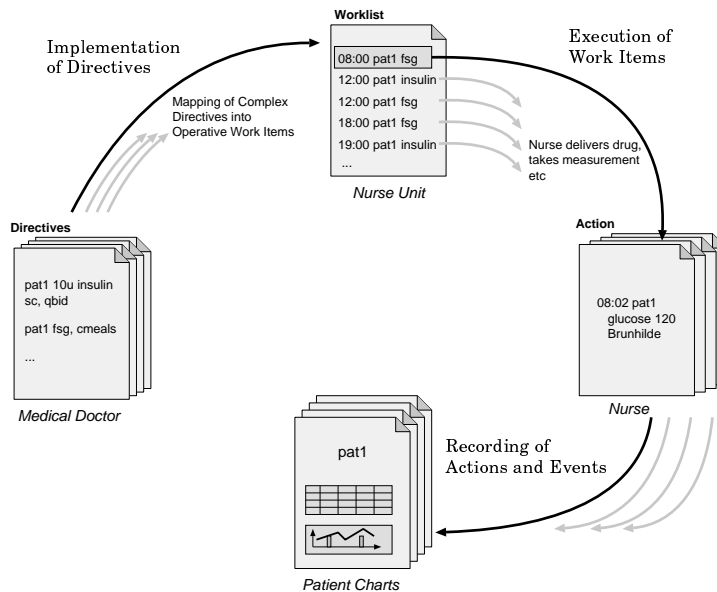 Worklist
08:00 pat1 fsg
12:00 pat1 insulin
12:00 pat1 fsg
18:00 pat1 fsg
19:00 pat1 insulin
...
Nurse Unit
Implementation
of Directives
Mapping of Complex
Directives into
Operative Work Items
Execution of
Work Items
Nurse delivers drug,
takes measurement
etc
Directives
pat1 10u insulin
sc, qbid
pat1 fsg, cmeals
...
Medical Doctor
Action
08:02 pat1
glucose 120
Brunhilde
Nurse
Recording of
Actions and Events
pat1
Patient Charts